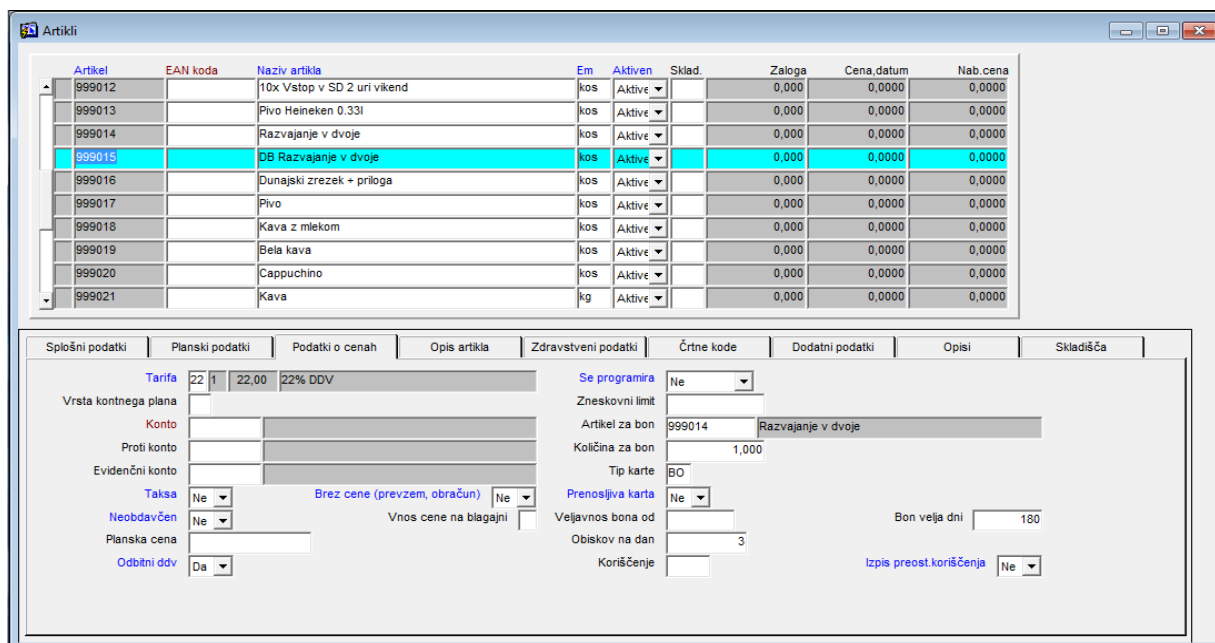 Artikli
Artikel EAN koda Naziv artikla Em Aktiven Sklad. Zaloga Cena,datum Nab.cena
999012 10x Vstop v SD 2 uri vikend kos Aktive 0,000 0,0000 0,0000
999013 Pivo Heineken 0.33l kos Aktive 0,000 0,0000 0,0000
999014 Razvajanje v dvoje kos Aktive 0,000 0,0000 0,0000
999015 DB Razvajanje v dvoje kos Aktive 0,000 0,0000 0,0000
999016 Dunajski zrezek + priloga kos Aktive 0,000 0,0000 0,0000
999017 Pivo kos Aktive 0,000 0,0000 0,0000
999018 Kava z mlekom kos Aktive 0,000 0,0000 0,0000
999019 Bela kava kos Aktive 0,000 0,0000 0,0000
999020 Cappuchino kos Aktive 0,000 0,0000 0,0000
999021 Kava kg Aktive 0,000 0,0000 0,0000
Splošni podatki Planski podatki Podatki o cenah Opis artikla Zdravstveni podatki Črtne kode Dodatni podatki Opisi Skladišča
Tarifa 22 1 22,00 22% DDV Se programira Ne
Vrsta kontnega plana Zneskovni limit
Konto Artikel za bon 999014 Razvajanje v dvoje
Proti konto Količina za bon 1,000
Evidenčni konto Tip karte BO
Taksa Ne Brez cene (prevzem, obračun) Ne Prenosljiva karta Ne
Neobdavčen Ne Vnos cene na blagajni Veljavnos bona od Bon velja dni 180
Planska cena Obiskov na dan 3
Odbitni ddv Da Koriščenje Izpis preost.koriščenja Ne